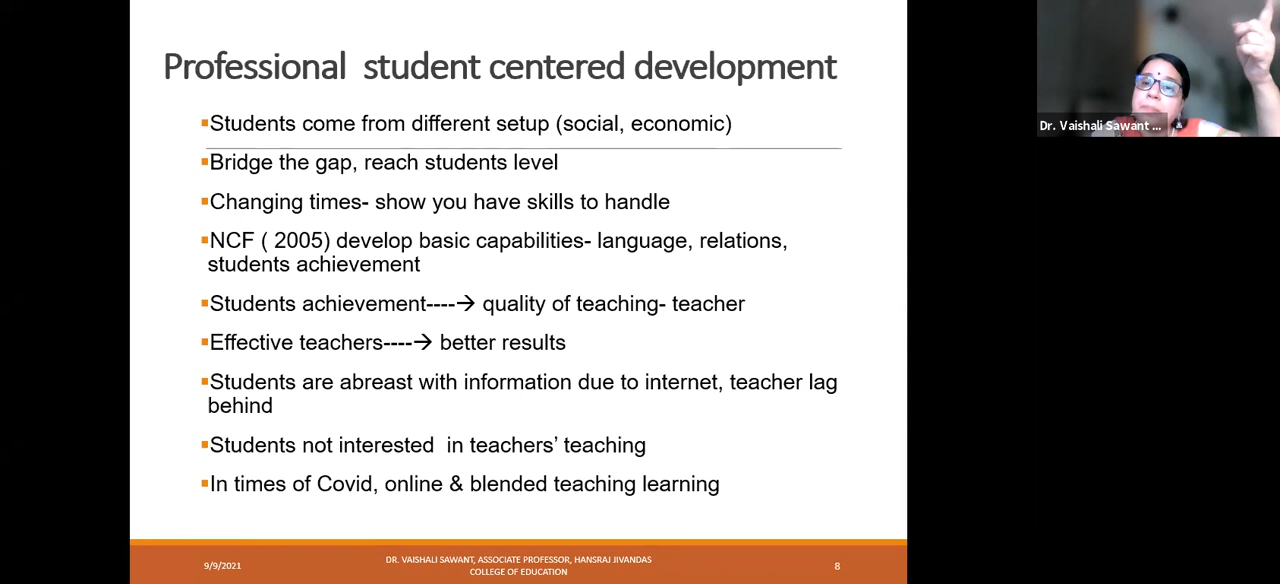 Professional student centered development
▪Students come from different setup (social, economic)
▪Bridge the gap, reach students level
▪Changing times- show you have skills to handle
▪NCF ( 2005) develop basic capabilities- language, relations,
students achievement
▪Students achievement----→ quality of teaching- teacher
▪Effective teachers----→ better results
▪Students are abreast with information due to internet, teacher lag
behind
▪Students not interested in teachers’ teaching
▪In times of Covid, online & blended teaching learning
9/9/2021
DR. VAISHALI SAWANT, ASSOCIATE PROFESSOR, HANSRAJ JIVANDAS
COLLEGE OF EDUCATION
8
Dr. Vaishali Sawant ...